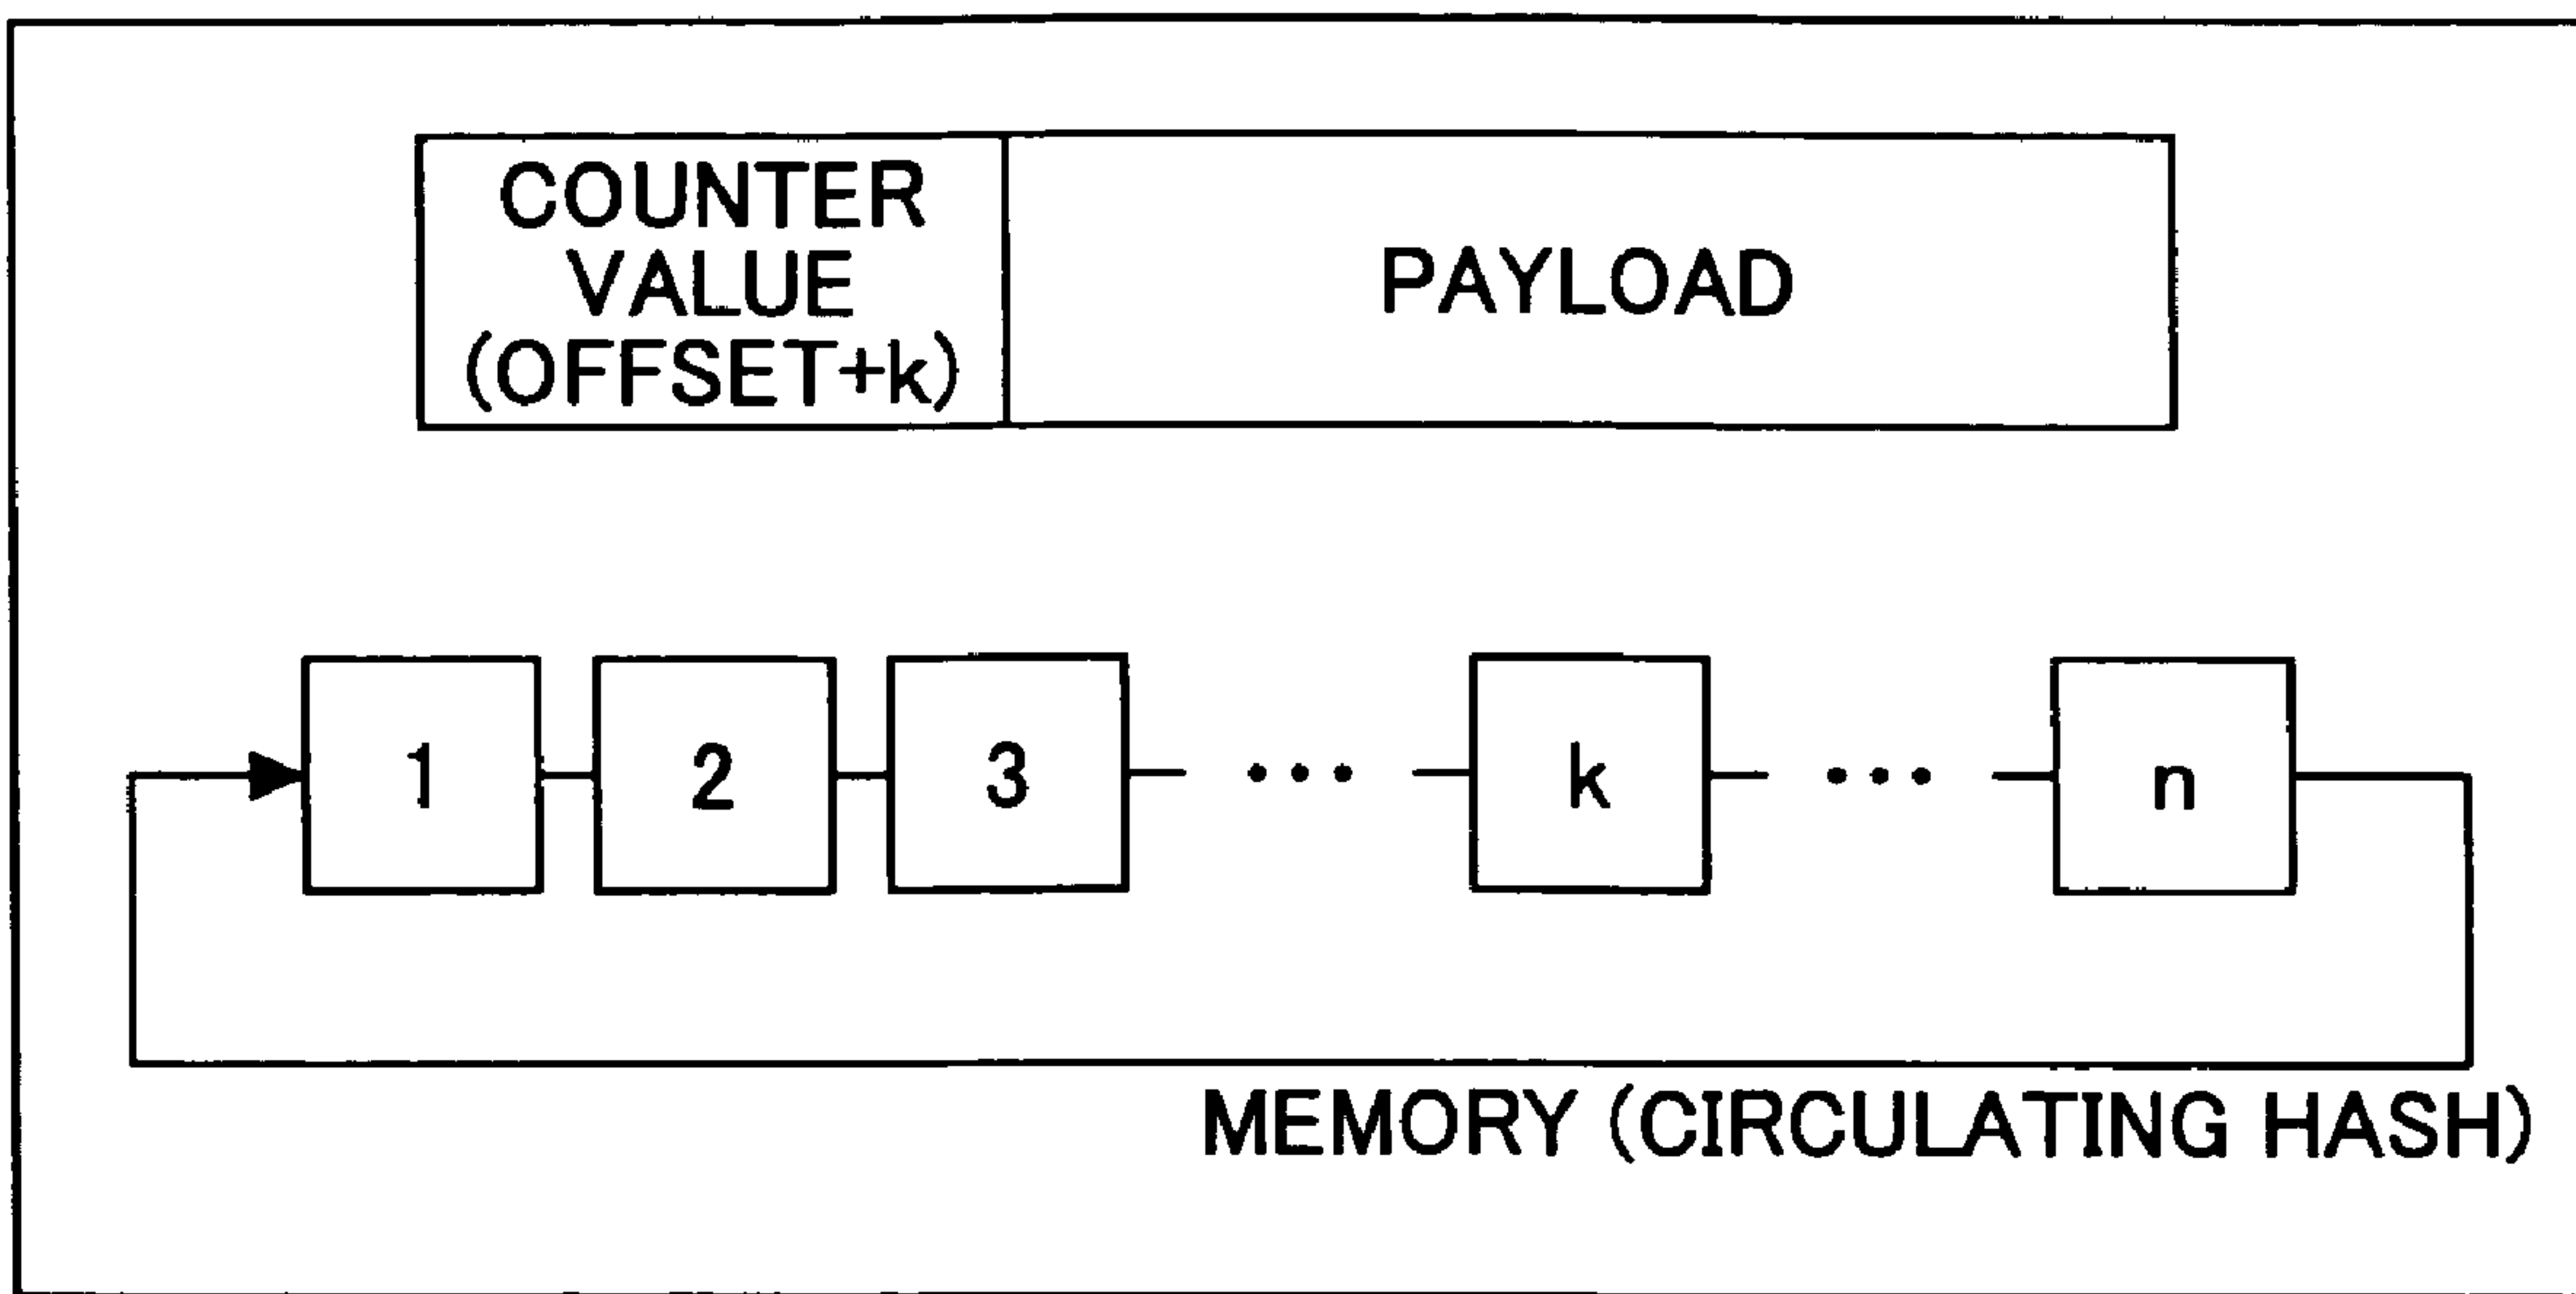 COUNTER
VALUE
(OFFSET+k)
PAYLOAD
1 2 3 ... k ... n
MEMORY (CIRCULATING HASH)